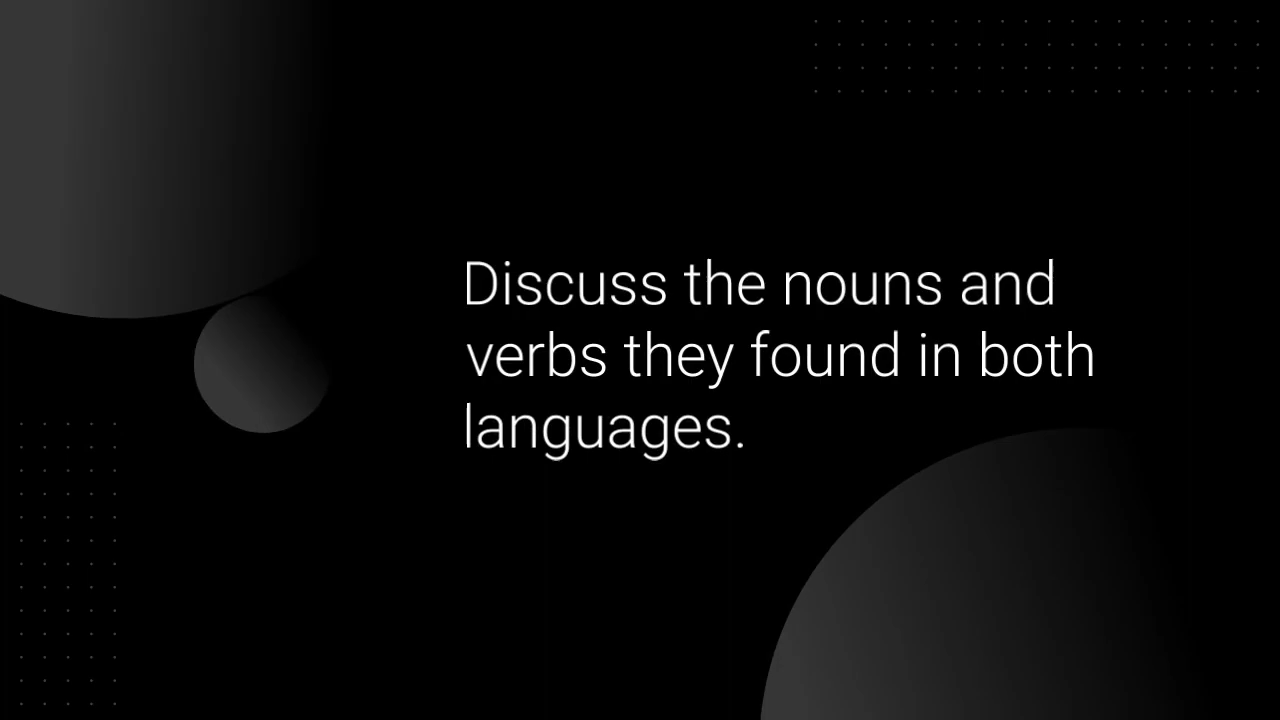 Discuss the nouns and
verbs they found in both
languages.